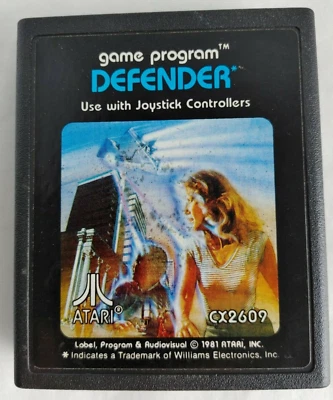 game program™
DEFENDER*
Use with Joystick Controllers
ATARI®
CX2609
Label, Program & Audiovisual © 1981 ATARI, INC.
* Indicates a Trademark of Williams Electronics, Inc.